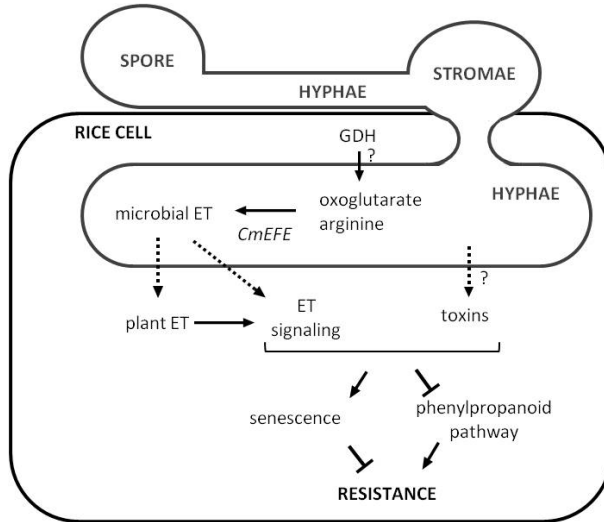 SPORE
STROMAE
HYPHAE
RICE CELL
GDH
?
HYPHAE
oxoglutarate
arginine
microbial ET
CmEFE
?
ET
signaling
toxins
plant ET
senescence
phenylpropanoid
pathway
RESISTANCE